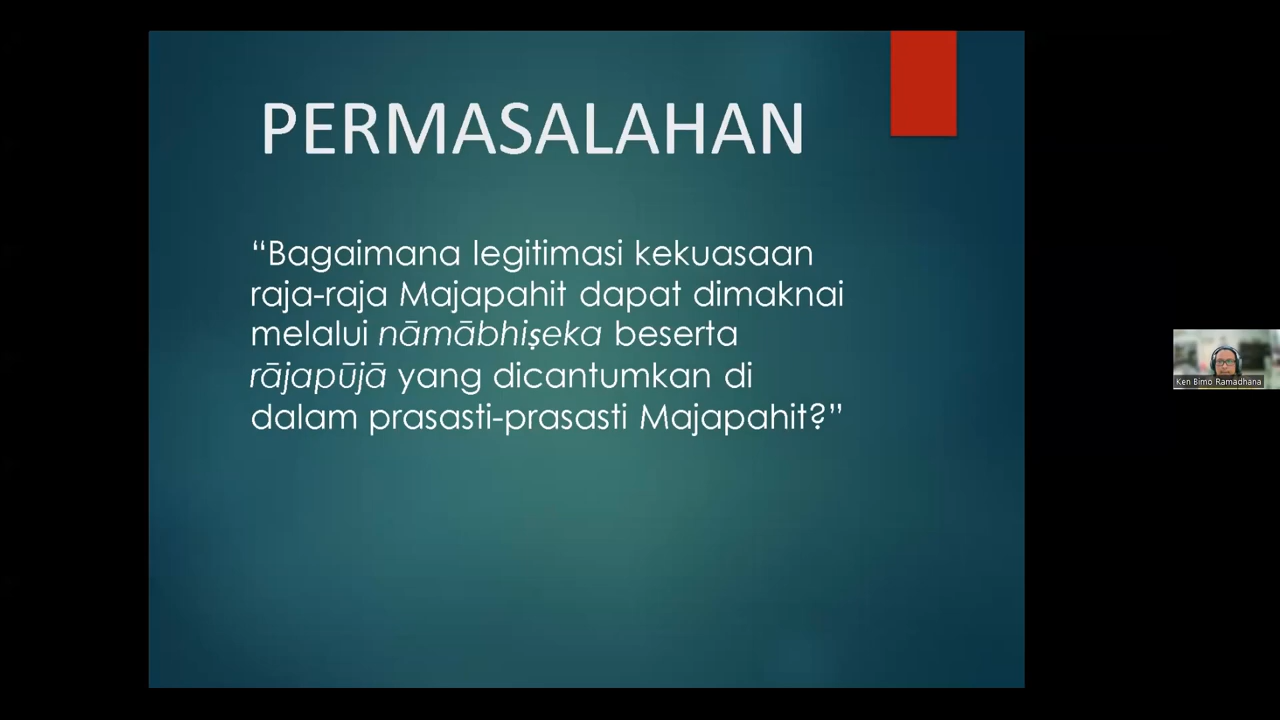 PERMASALAHAN
“Bagaimana legitimasi kekuasaan
raja-raja Majapahit dapat dimaknai
melalui nāmābhiṣeka beserta
rājapūjā yang dicantumkan di
dalam prasasti-prasasti Majapahit?”
Ken Bimo Ramadhana